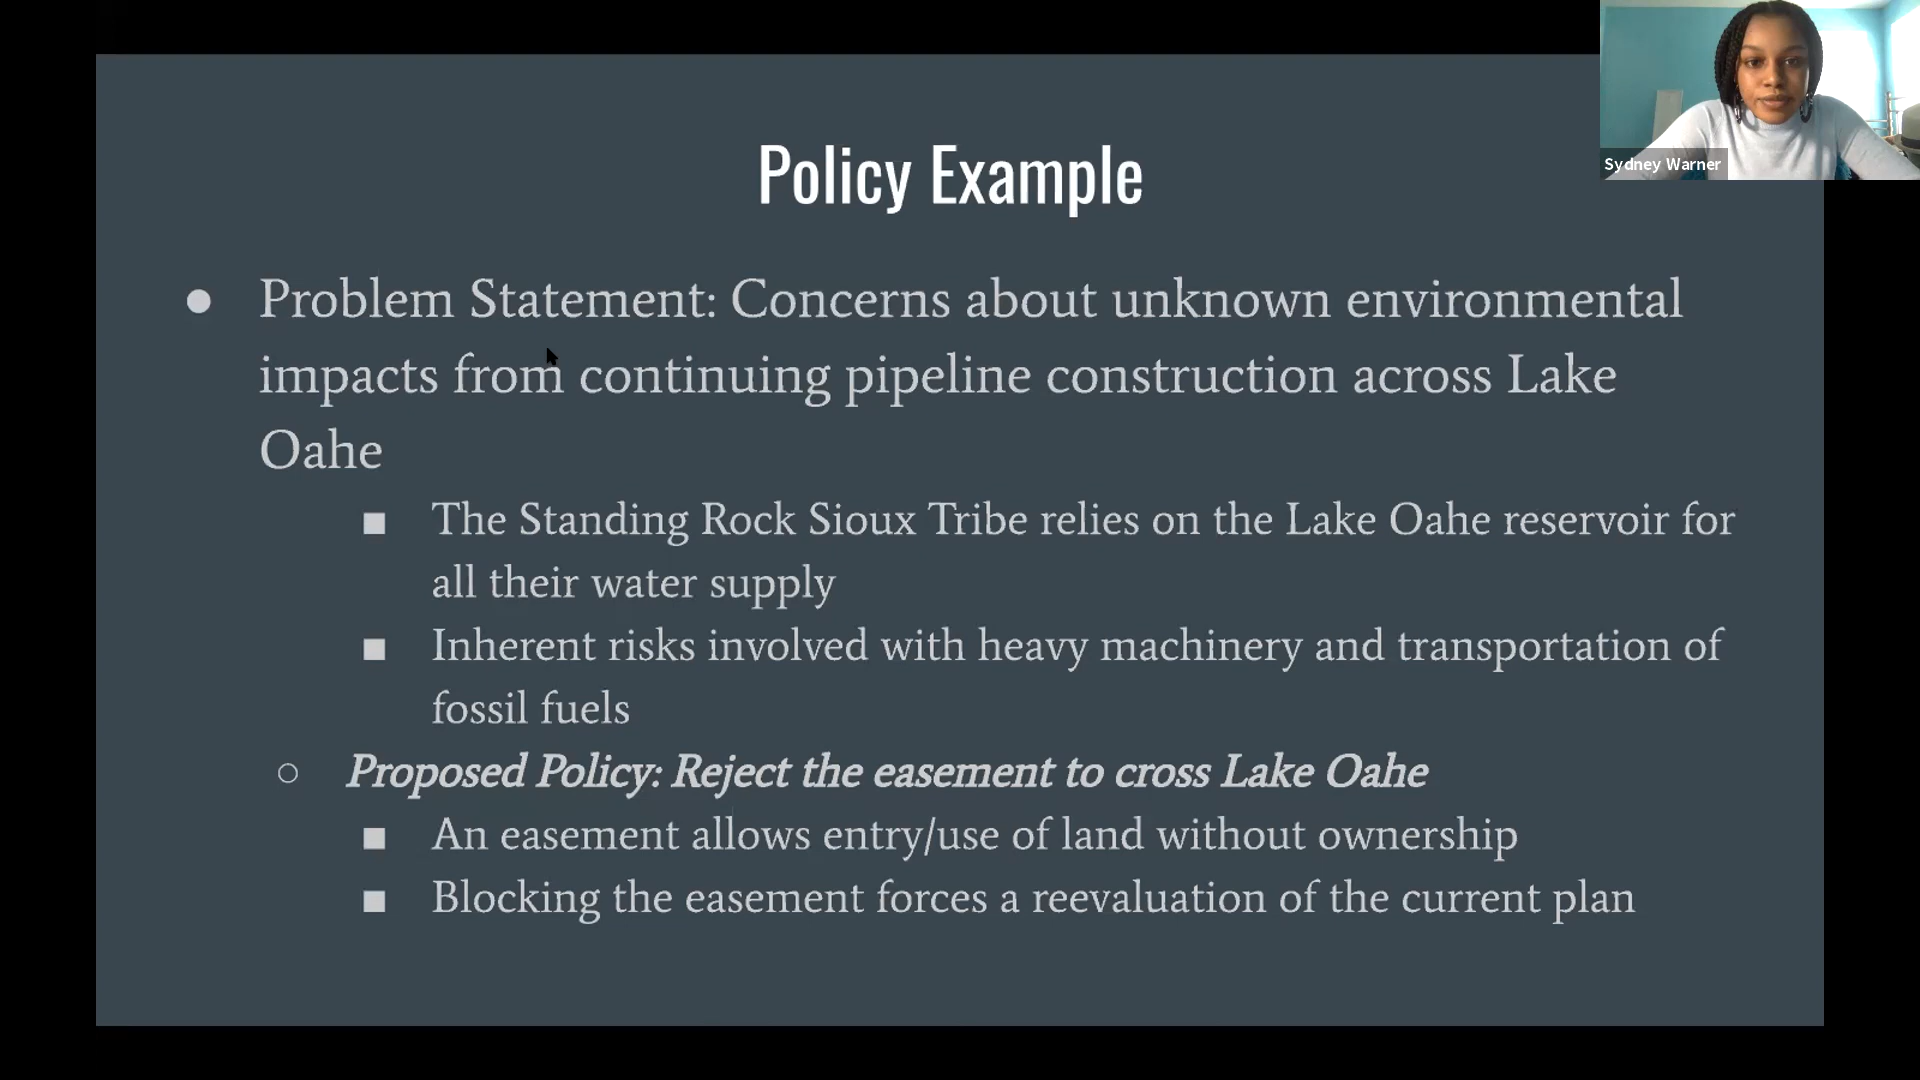 Policy Example
Sydney Warner
● Problem Statement: Concerns about unknown environmental
impacts from continuing pipeline construction across Lake
Oahe
■ The Standing Rock Sioux Tribe relies on the Lake Oahe reservoir for
all their water supply
■ Inherent risks involved with heavy machinery and transportation of
fossil fuels
○ Proposed Policy: Reject the easement to cross Lake Oahe
■ An easement allows entry/use of land without ownership
■ Blocking the easement forces a reevaluation of the current plan